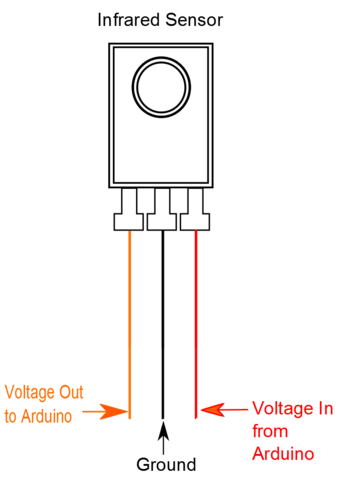 Infrared Sensor
Voltage Out
to Arduino
Voltage In
from
Arduino
Ground